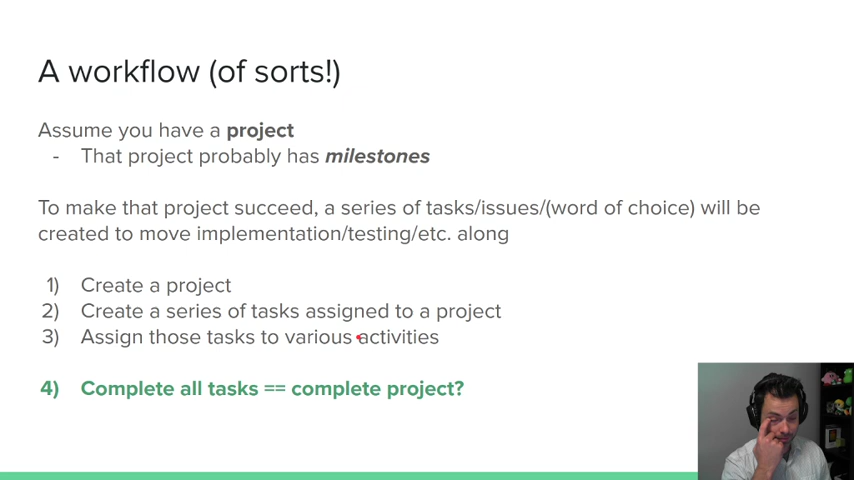 A workflow (of sorts!)
Assume you have a project
- That project probably has milestones
To make that project succeed, a series of tasks/issues/(word of choice) will be
created to move implementation/testing/etc. along
1) Create a project
2) Create a series of tasks assigned to a project
3) Assign those tasks to various activities
4) Complete all tasks == complete project?